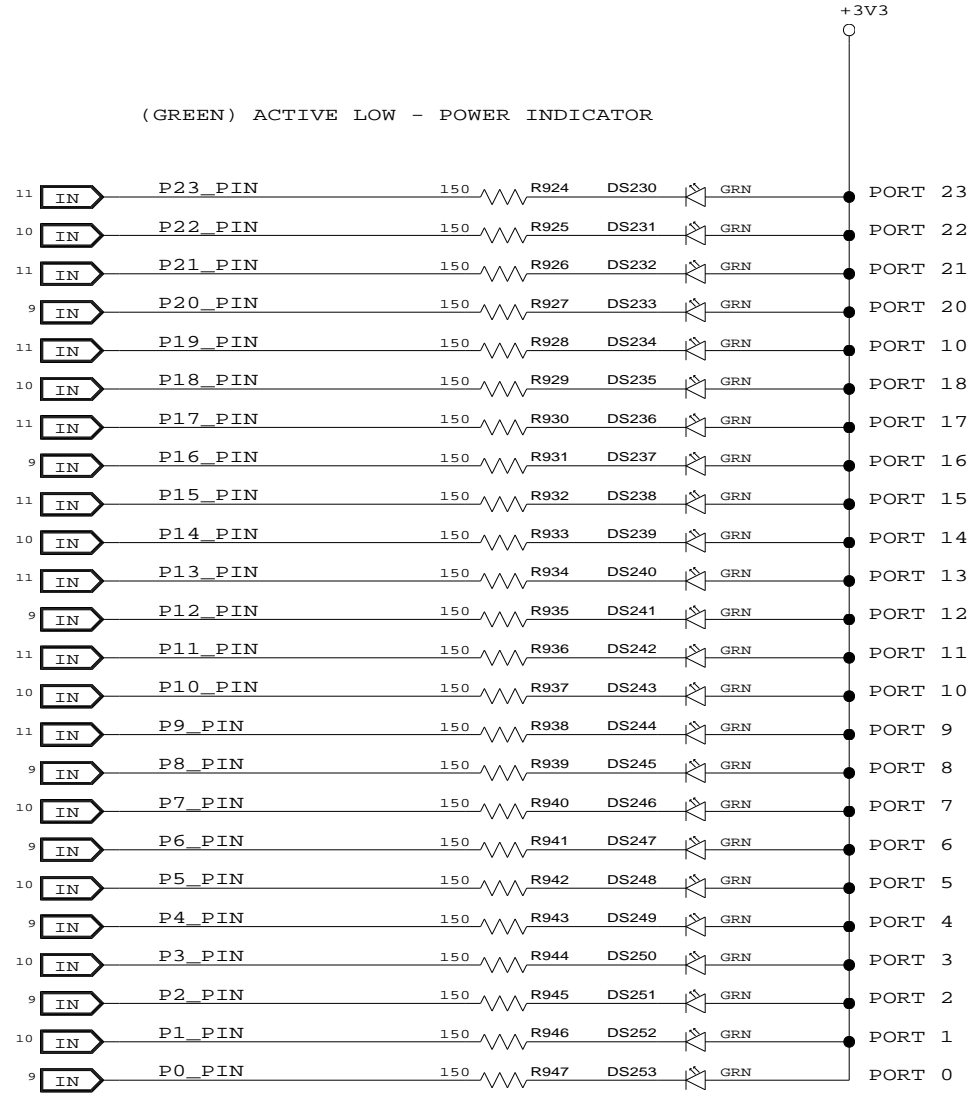 +3V3
(GREEN) ACTIVE LOW - POWER INDICATOR
11 IN P23_PIN 150 R924 DS230 GRN PORT 23
10 IN P22_PIN 150 R925 DS231 GRN PORT 22
11 IN P21_PIN 150 R926 DS232 GRN PORT 21
9 IN P20_PIN 150 R927 DS233 GRN PORT 20
11 IN P19_PIN 150 R928 DS234 GRN PORT 10
10 IN P18_PIN 150 R929 DS235 GRN PORT 18
11 IN P17_PIN 150 R930 DS236 GRN PORT 17
9 IN P16_PIN 150 R931 DS237 GRN PORT 16
11 IN P15_PIN 150 R932 DS238 GRN PORT 15
10 IN P14_PIN 150 R933 DS239 GRN PORT 14
11 IN P13_PIN 150 R934 DS240 GRN PORT 13
9 IN P12_PIN 150 R935 DS241 GRN PORT 12
11 IN P11_PIN 150 R936 DS242 GRN PORT 11
10 IN P10_PIN 150 R937 DS243 GRN PORT 10
11 IN P9_PIN 150 R938 DS244 GRN PORT 9
9 IN P8_PIN 150 R939 DS245 GRN PORT 8
10 IN P7_PIN 150 R940 DS246 GRN PORT 7
9 IN P6_PIN 150 R941 DS247 GRN PORT 6
10 IN P5_PIN 150 R942 DS248 GRN PORT 5
9 IN P4_PIN 150 R943 DS249 GRN PORT 4
10 IN P3_PIN 150 R944 DS250 GRN PORT 3
9 IN P2_PIN 150 R945 DS251 GRN PORT 2
10 IN P1_PIN 150 R946 DS252 GRN PORT 1
9 IN P0_PIN 150 R947 DS253 GRN PORT 0